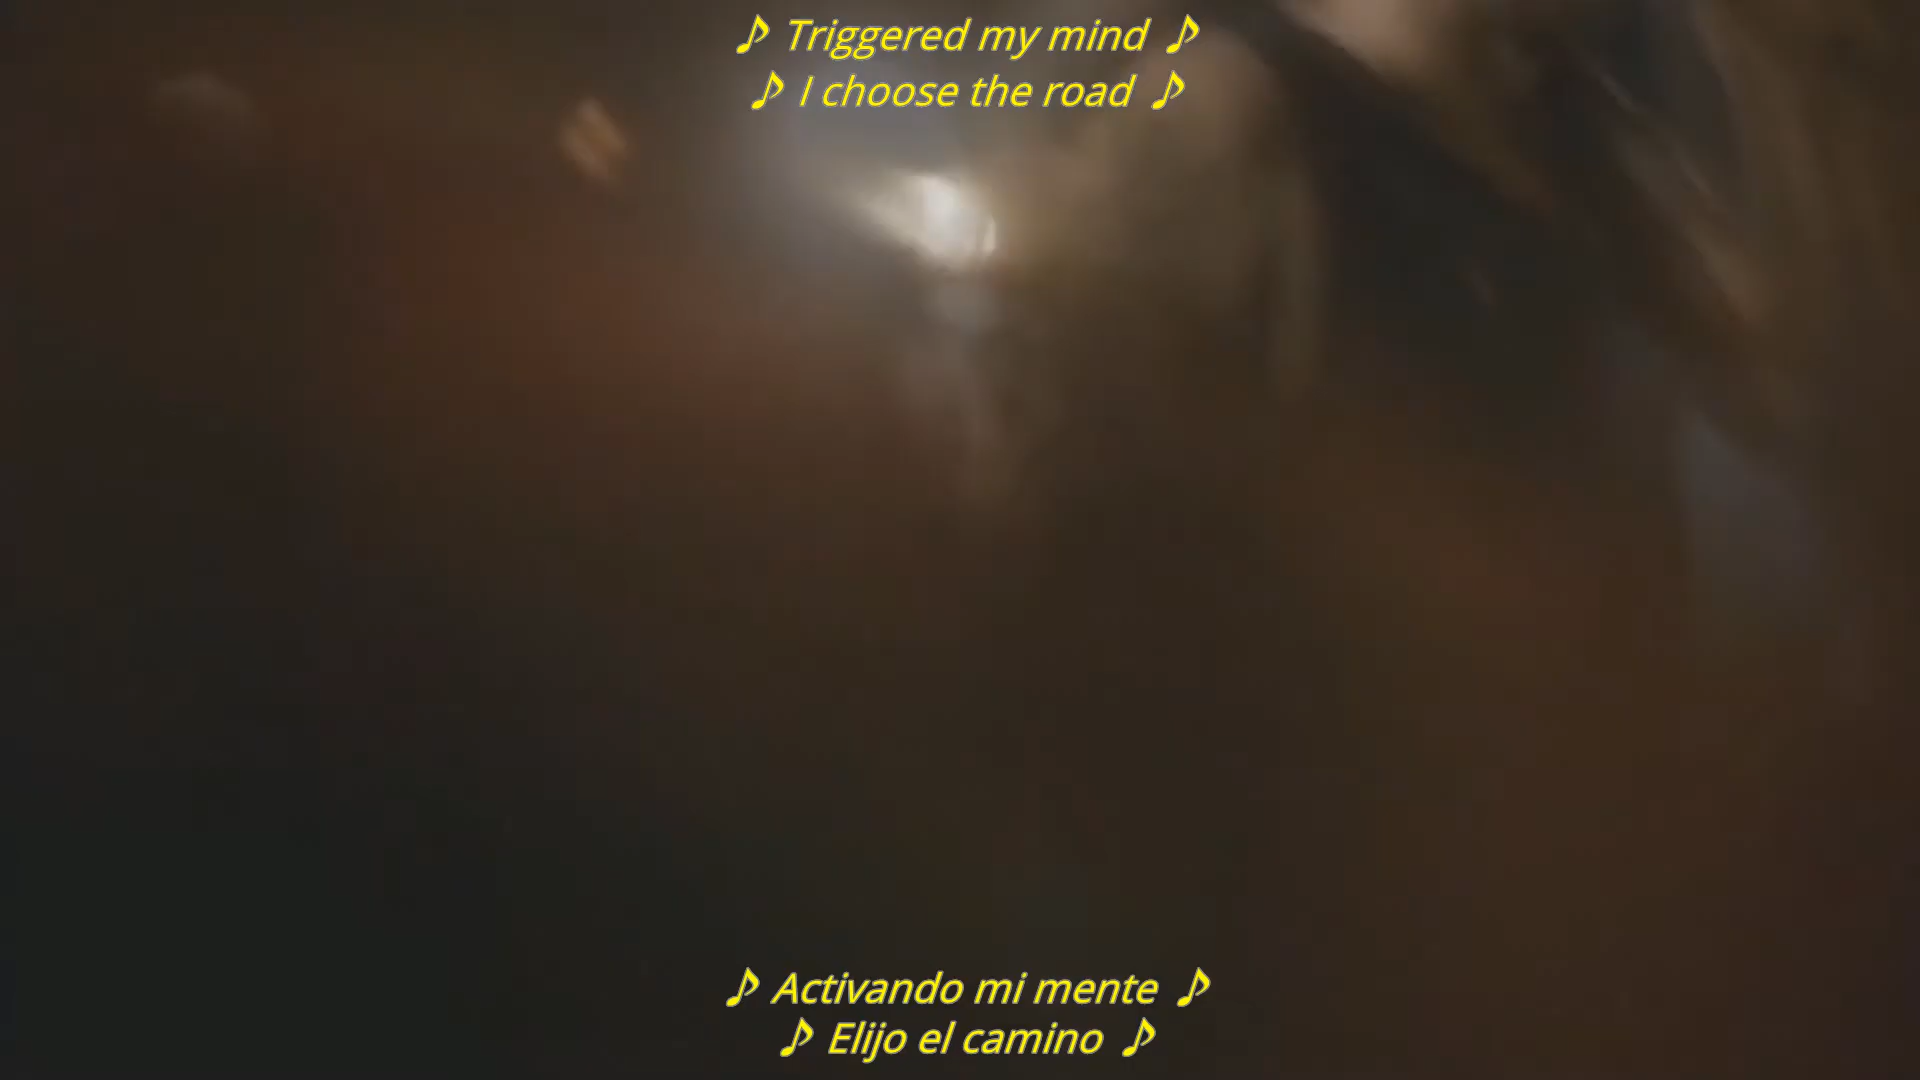 ♪ Triggered my mind ♪
♪ I choose the road ♪
♪ Activando mi mente ♪
♪ Elijo el camino ♪